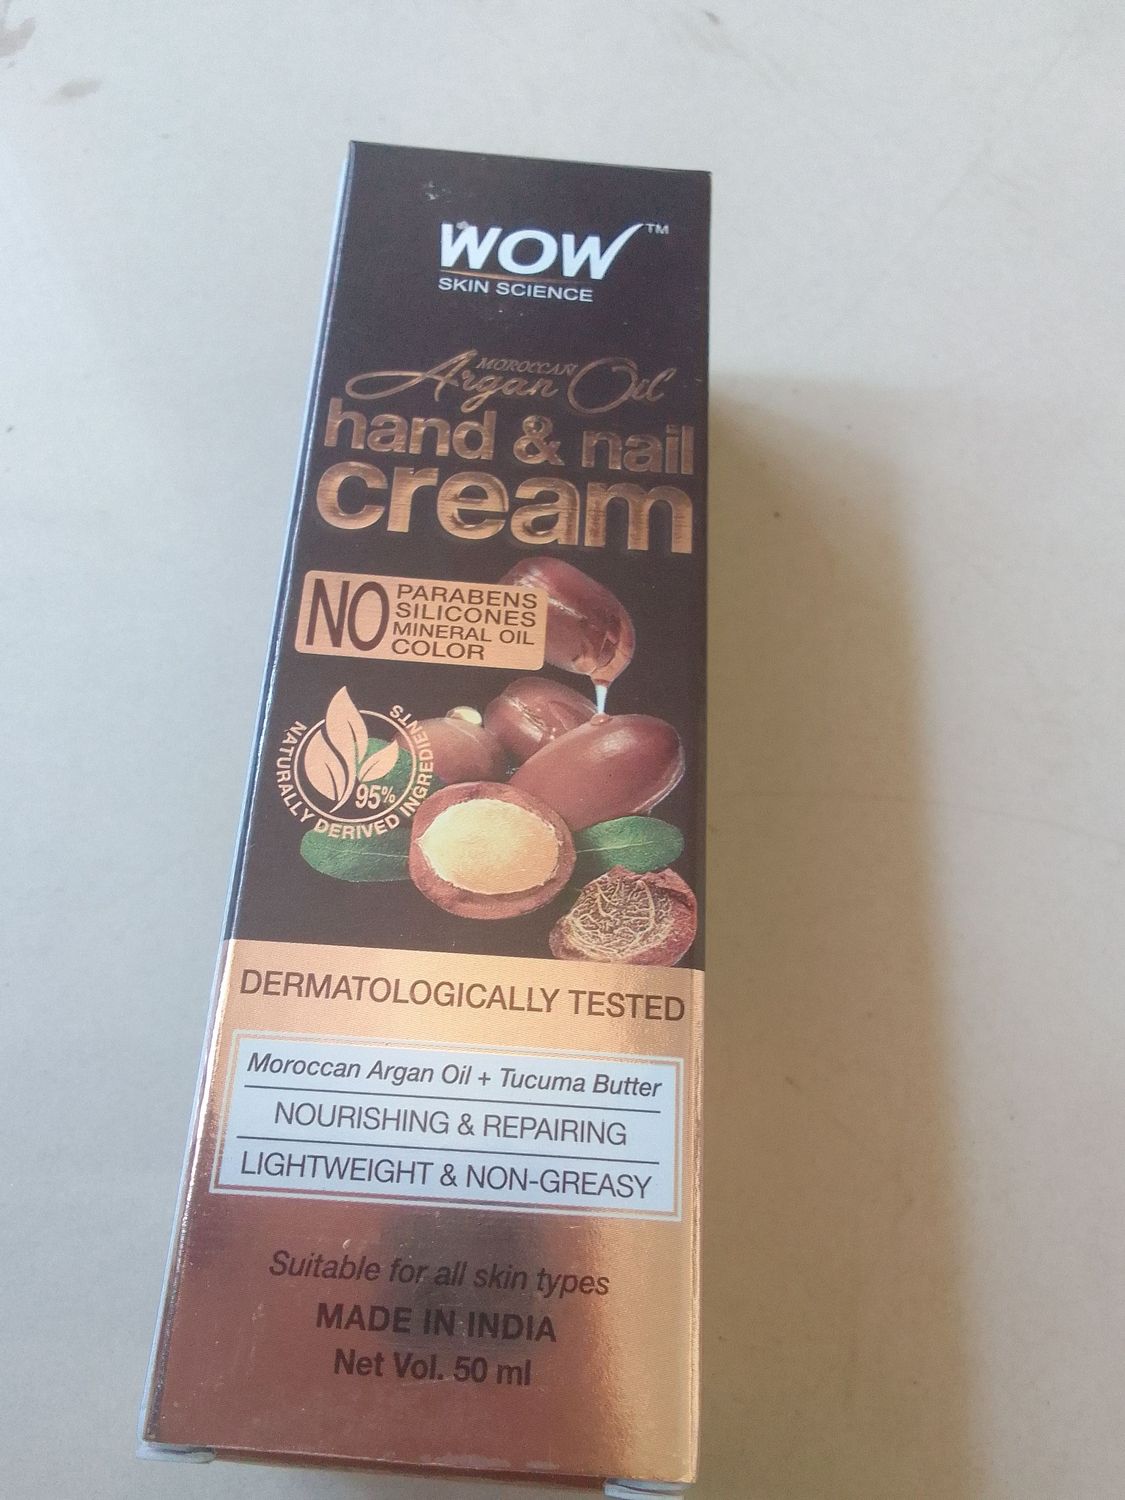 WOW™
SKIN SCIENCE
MOROCCAN
Argan Oil
hand & nail
cream
NO PARABENS
SILICONES
MINERAL OIL
COLOR
95%
NATURALLY DERIVED INGREDIENTS
DERMATOLOGICALLY TESTED
Moroccan Argan Oil + Tucuma Butter
NOURISHING & REPAIRING
LIGHTWEIGHT & NON-GREASY
Suitable for all skin types
MADE IN INDIA
Net Vol. 50 ml